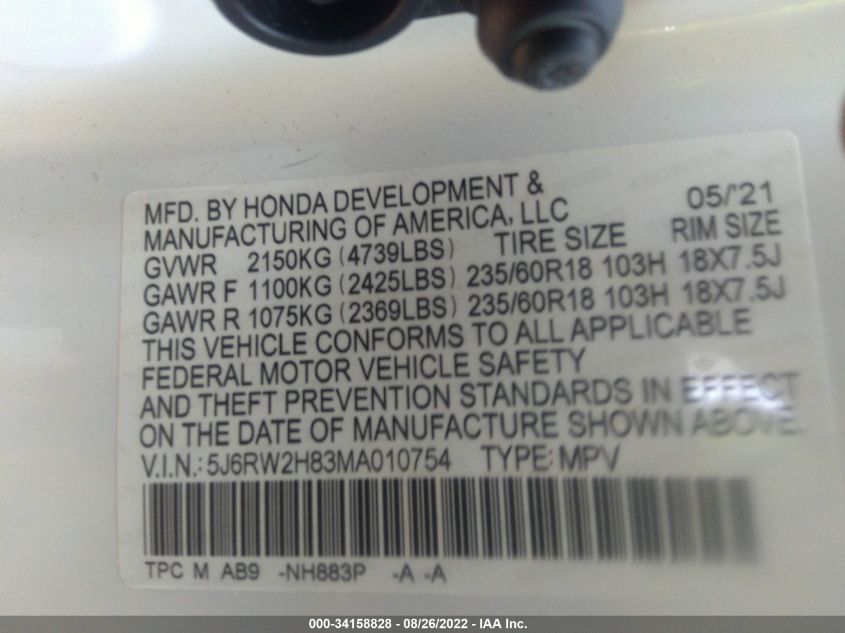 MFD. BY HONDA DEVELOPMENT & 05/'21
MANUFACTURING OF AMERICA, LLC
GVWR 2150KG (4739LBS) TIRE SIZE RIM SIZE
GAWR F 1100KG (2425LBS) 235/60R18 103H 18X7.5J
GAWR R 1075KG (2369LBS) 235/60R18 103H 18X7.5J
THIS VEHICLE CONFORMS TO ALL APPLICABLE
FEDERAL MOTOR VEHICLE SAFETY
AND THEFT PREVENTION STANDARDS IN EFFECT
ON THE DATE OF MANUFACTURE SHOWN ABOVE.
V.I.N.: 5J6RW2H83MA010754 TYPE: MPV
TPC M AB9 -NH883P -A -A
000-34158828 - 08/26/2022 - IAA Inc.